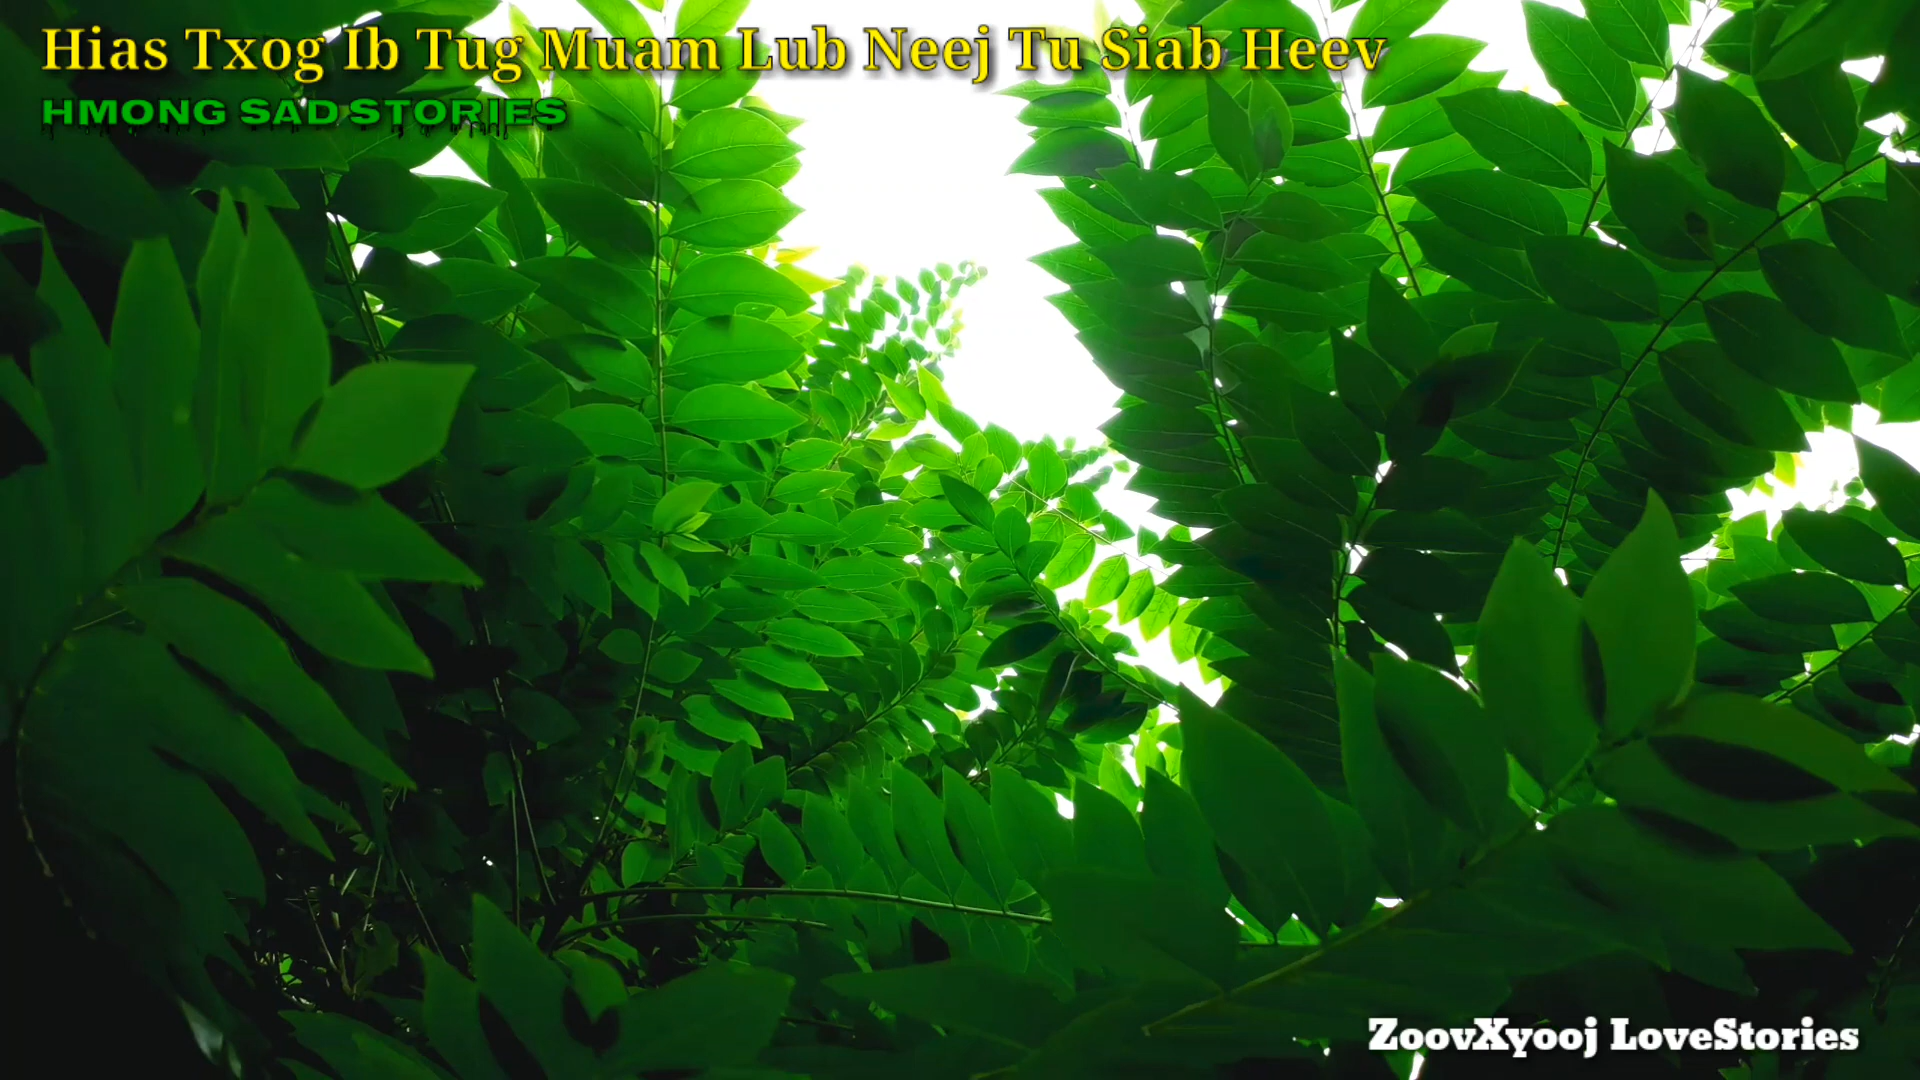 Hias Txog Ib Tug Muam Lub Neej Tu Siab Heev
HMONG SAD STORIES
ZoovXyooj LoveStories